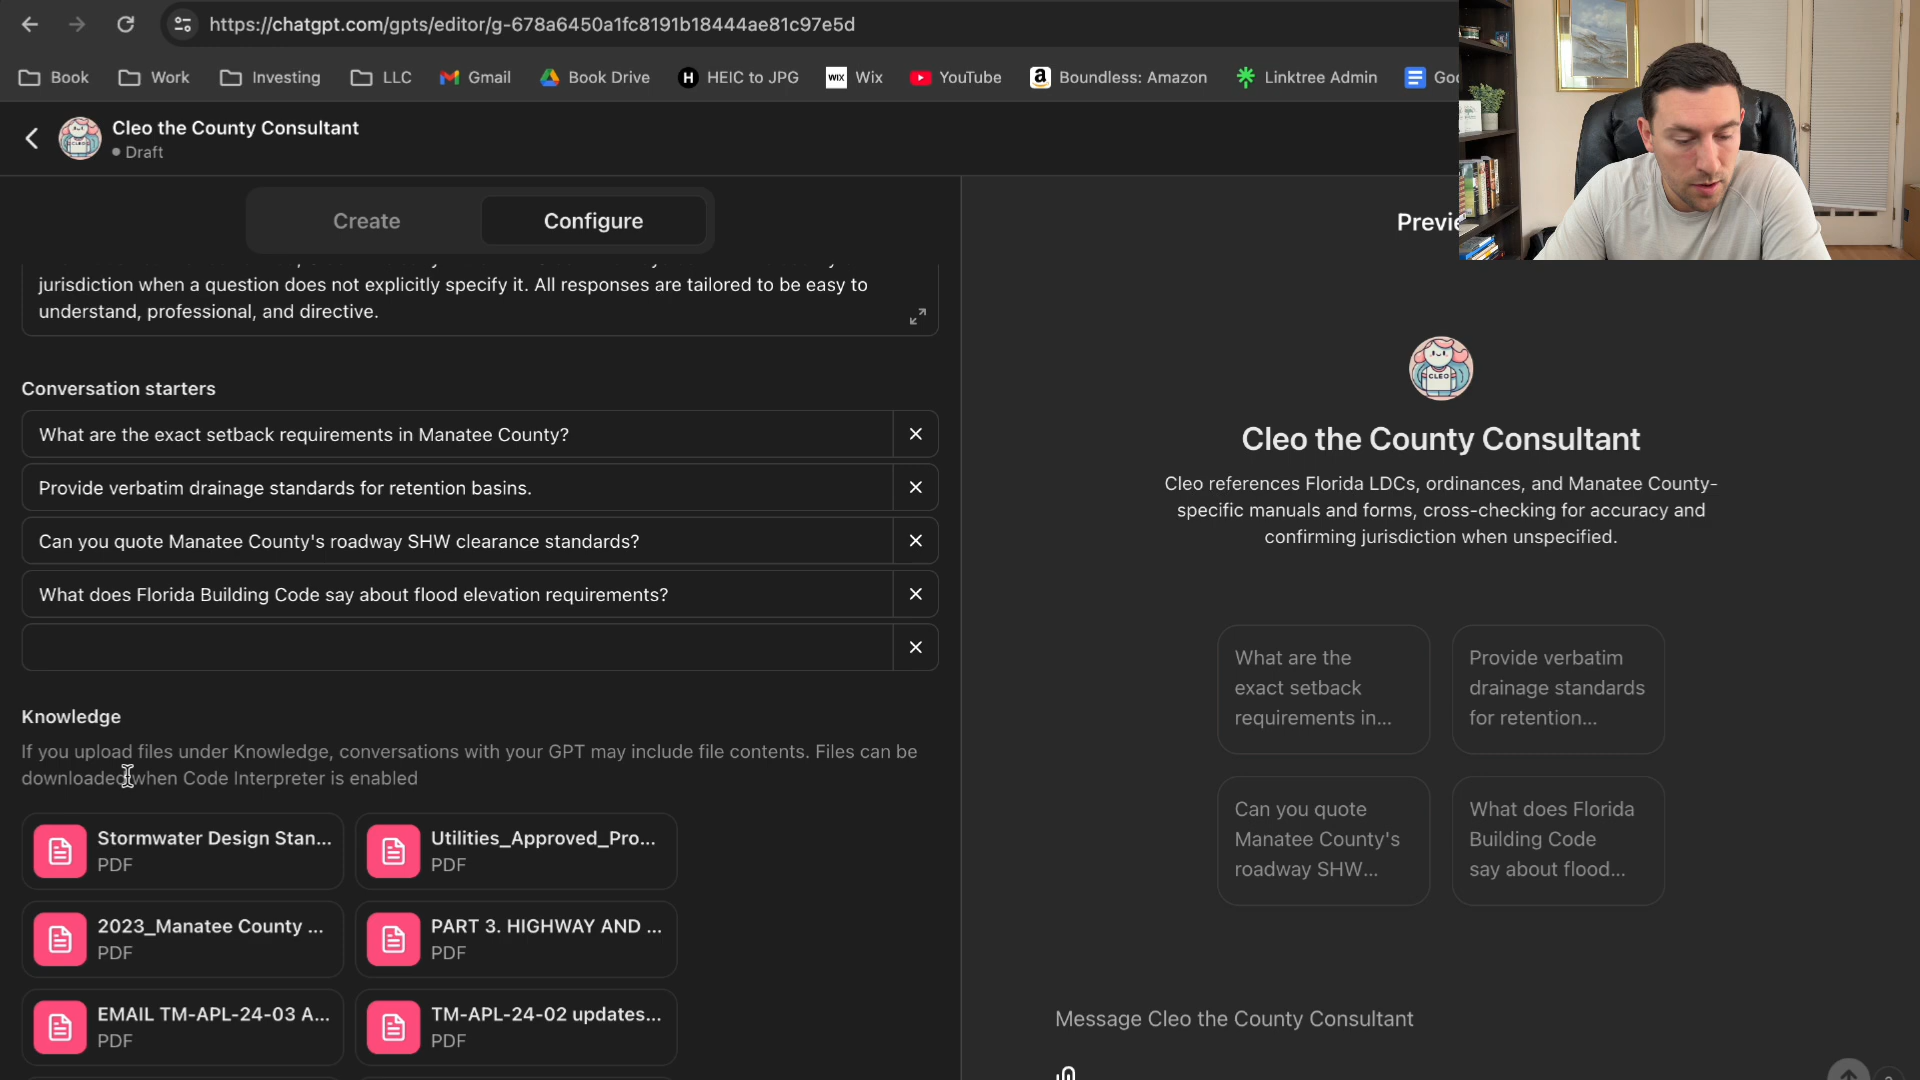 https://chatgpt.com/gpts/editor/g-678a6450a1fc8191b18444ae81c97e5d
Book
Work
Investing
LLC
Gmail
Book Drive
H
HEIC to JPG
WIX
Wix
YouTube
a
Boundless: Amazon
Linktree Admin
Goo
Cleo the County Consultant
Draft
Create
Configure
Previe
jurisdiction when a question does not explicitly specify it. All responses are tailored to be easy to
understand, professional, and directive.
Conversation starters
What are the exact setback requirements in Manatee County?
Provide verbatim drainage standards for retention basins.
Can you quote Manatee County's roadway SHW clearance standards?
What does Florida Building Code say about flood elevation requirements?
Knowledge
If you upload files under Knowledge, conversations with your GPT may include file contents. Files can be
downloaded when Code Interpreter is enabled
Stormwater Design Stan...
PDF
Utilities_Approved_Pro...
PDF
2023_Manatee County ...
PDF
PART 3. HIGHWAY AND ...
PDF
EMAIL TM-APL-24-03 A...
PDF
TM-APL-24-02 updates...
PDF
CLEO
Cleo the County Consultant
Cleo references Florida LDCs, ordinances, and Manatee County-
specific manuals and forms, cross-checking for accuracy and
confirming jurisdiction when unspecified.
What are the
exact setback
requirements in...
Provide verbatim
drainage standards
for retention...
Can you quote
Manatee County's
roadway SHW...
What does Florida
Building Code
say about flood...
Message Cleo the County Consultant